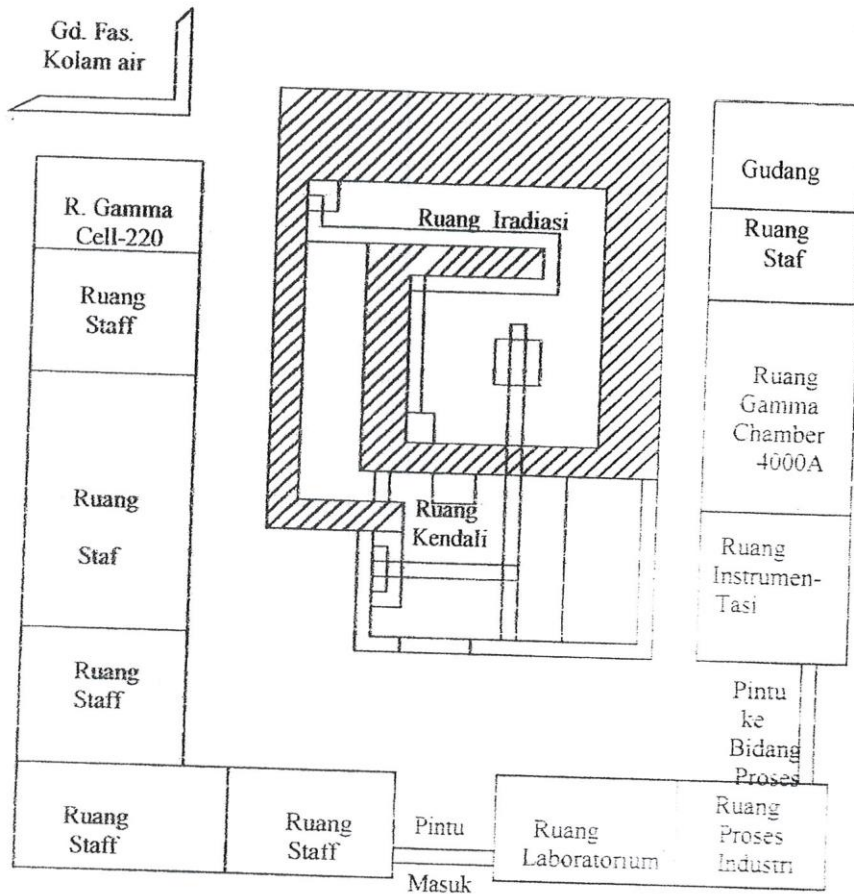 Gd. Fas.
Kolam air
R. Gamma
Cell-220
Ruang
Staff
Ruang
Staf
Ruang
Staff
Ruang
Staff
Ruang
Staff
Pintu
Masuk
Ruang Iradiasi
Ruang
Kendali
Gudang
Ruang
Staf
Ruang
Gamma
Chamber
4000A
Ruang
Instrumen-
Tasi
Pintu
ke
Bidang
Proses
Ruang
Laboratorium
Ruang
Proses
Industri